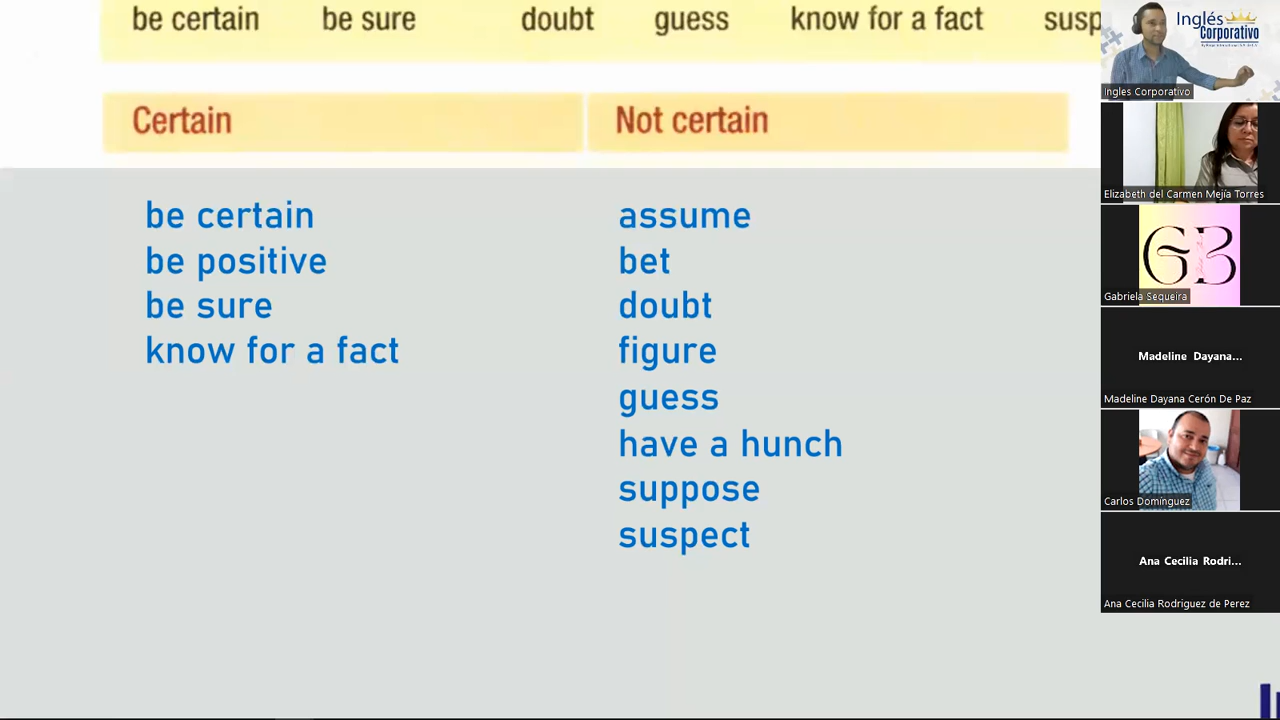 be certain be sure doubt guess know for a fact
Certain Not certain
be certain
be positive
be sure
know for a fact
assume
bet
doubt
figure
guess
have a hunch
suppose
suspect
Inglés
Corporativo
Ingles Corporativo
Elizabeth del Carmen Mejía Torres
GB
Gabriela Sequeira
Madeline Dayana...
Madeline Dayana Cerón De Paz
Carlos Domínguez
Ana Cecilia Rodri...
Ana Cecilia Rodriguez de Perez